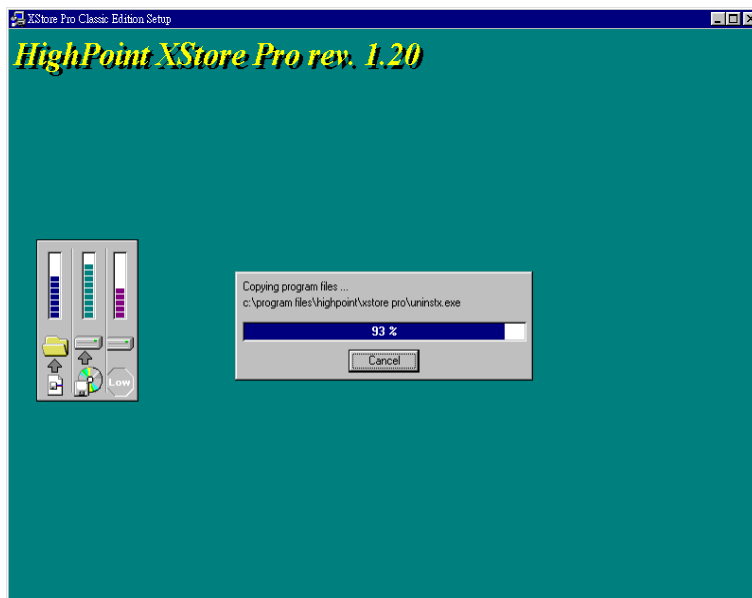 XStore Pro Classic Edition Setup
HighPoint XStore Pro rev. 1.20
Copying program files ...
c:\program files\highpoint\xstore pro\uninstx.exe
93 %
Cancel
Low